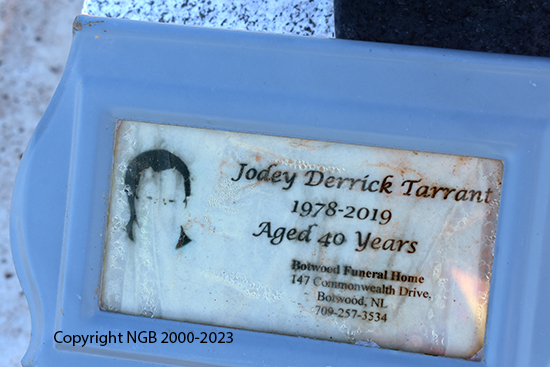 Jodey Derrick Tarrant
1978-2019
Aged 40 Years
Botwood Funeral Home
147 Commonwealth Drive,
Botwood, NL
709-257-3534
Copyright NGB 2000-2023